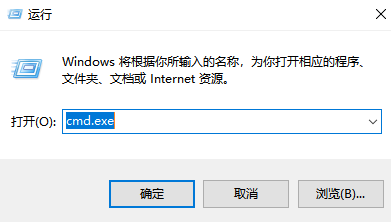 运行
Windows 将根据你所输入的名称，为你打开相应的程序、
文件夹、文档或 Internet 资源。
打开(O): cmd.exe
确定 取消 浏览(B)...